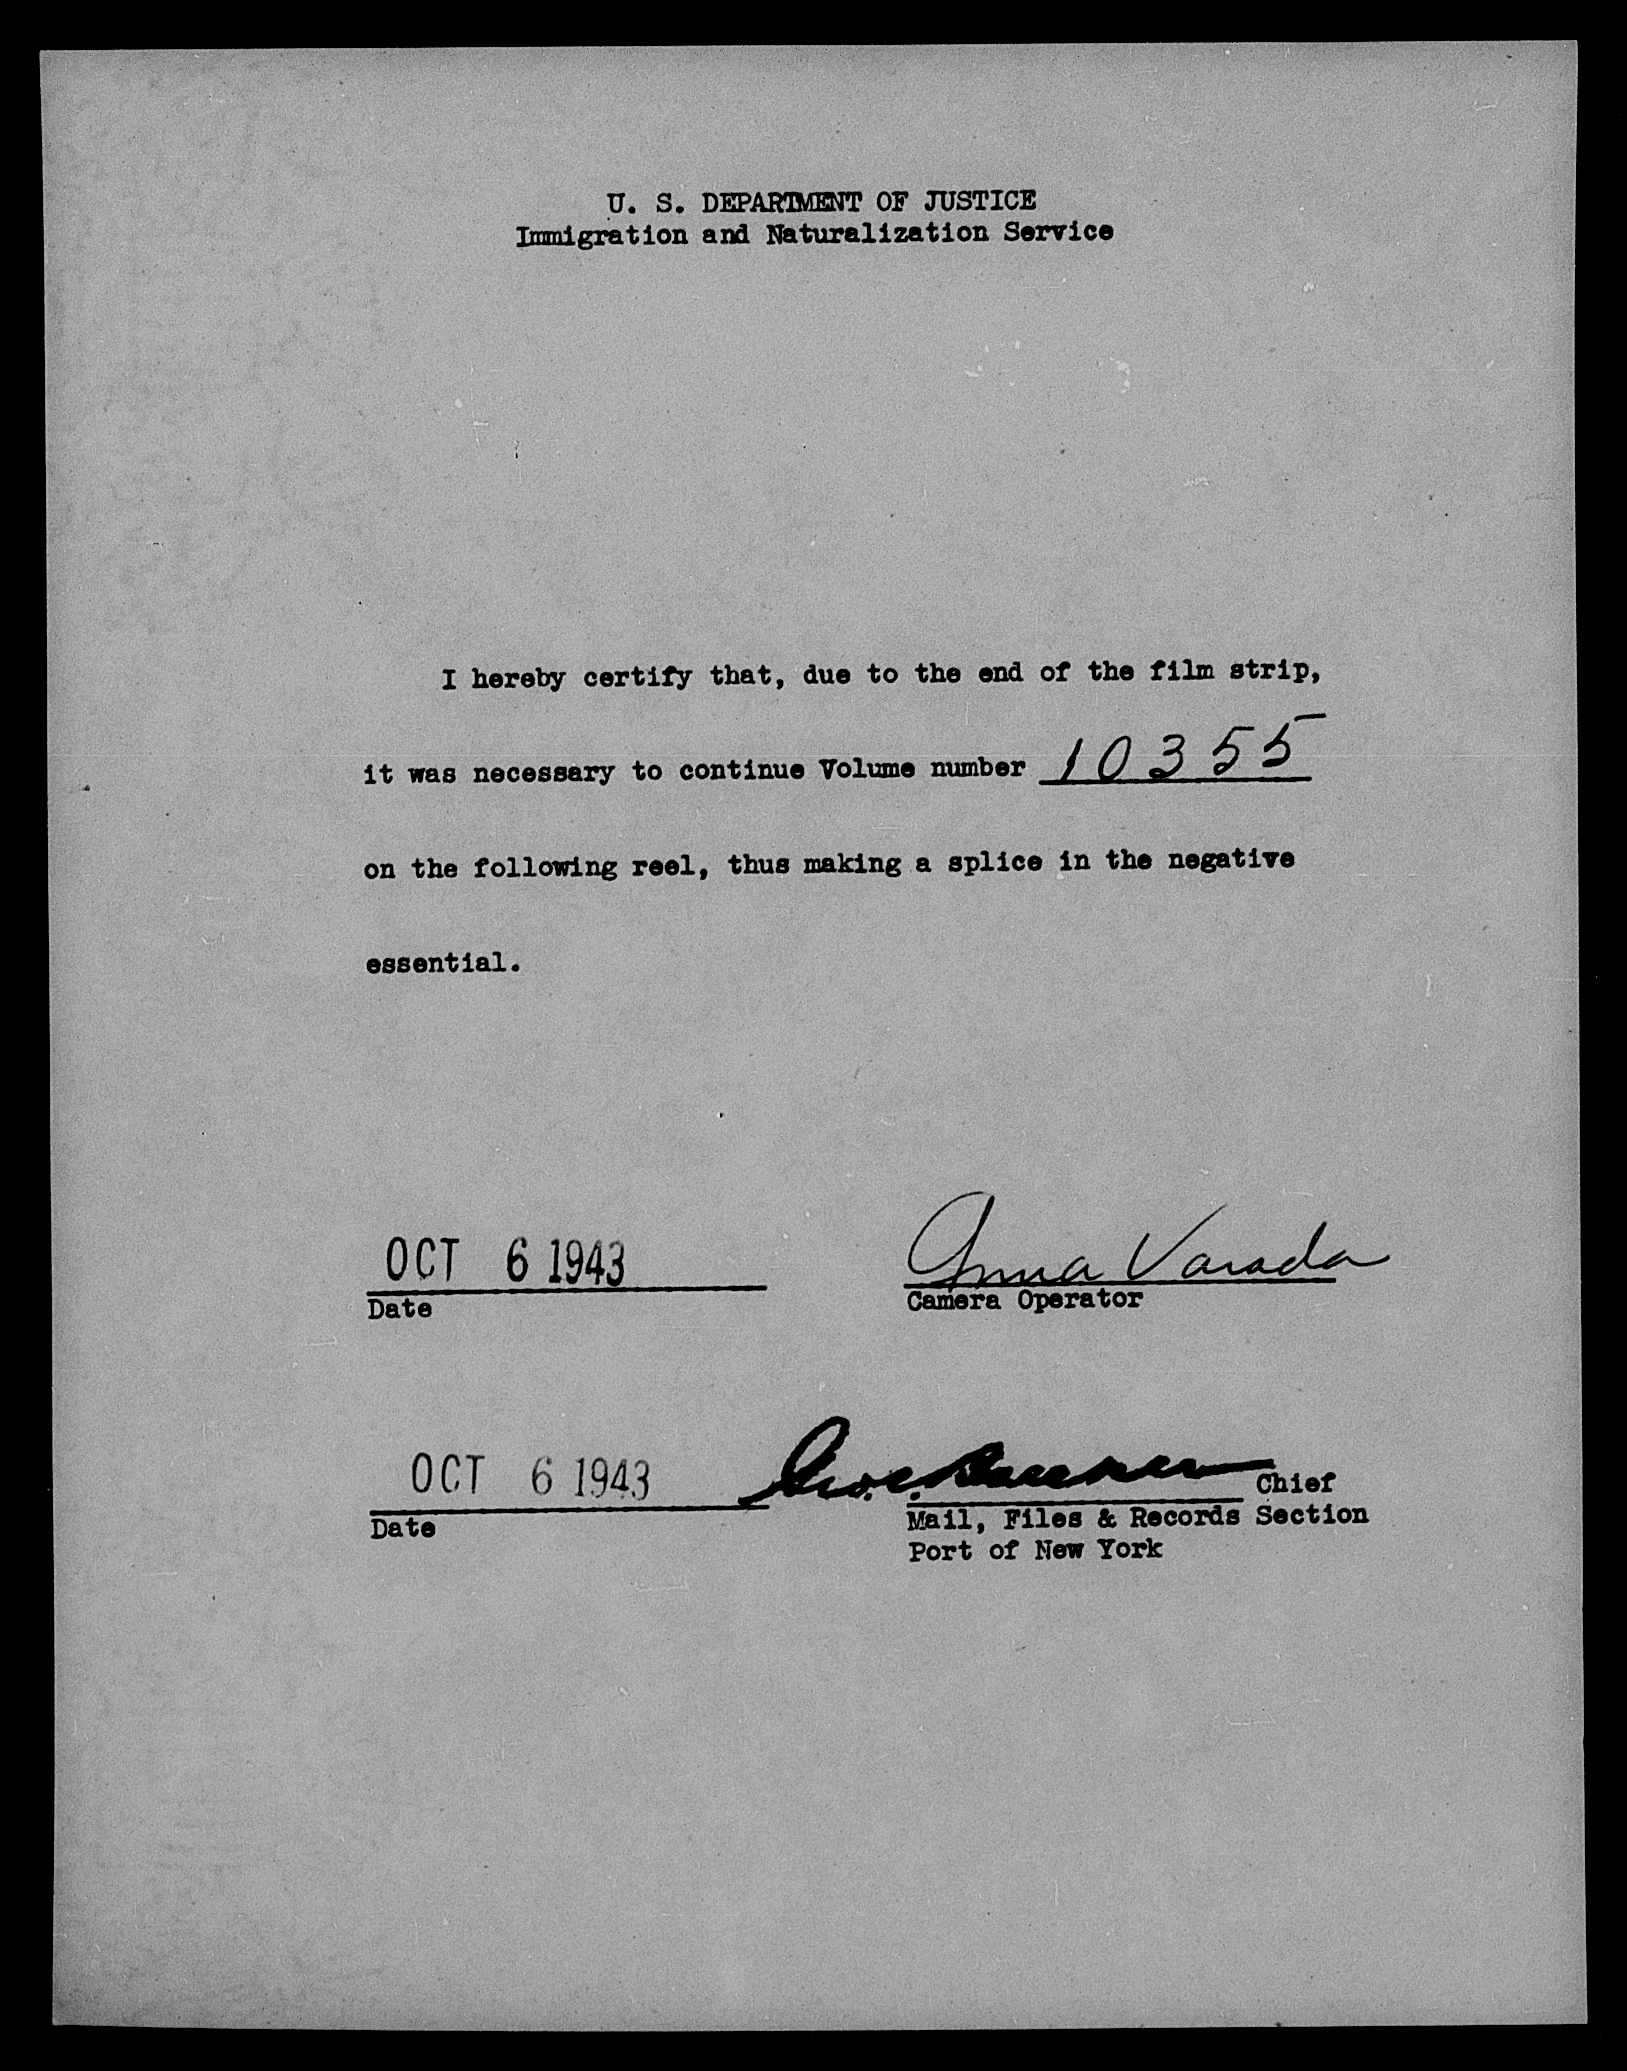 U. S. DEPARTMENT OF JUSTICE
Immigration and Naturalization Service
I hereby certify that, due to the end of the film strip,
it was necessary to continue Volume number 10355
on the following reel, thus making a splice in the negative
essential.
OCT 6 1943
Anna Varada
Date
Camera Operator
OCT 6 1943
Chief
Date
Mail, Files & Records Section
Port of New York